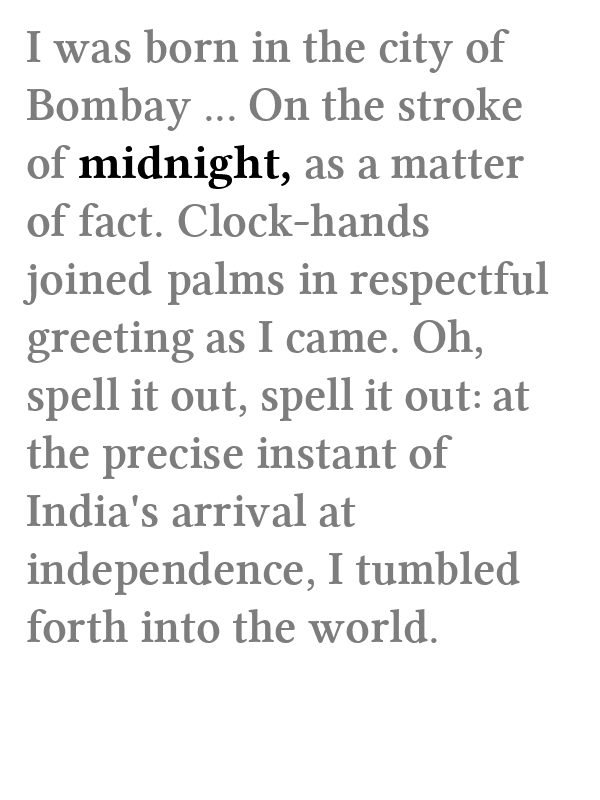 I was born in the city of
Bombay ... On the stroke
of midnight, as a matter
of fact. Clock-hands
joined palms in respectful
greeting as I came. Oh,
spell it out, spell it out: at
the precise instant of
India's arrival at
independence, I tumbled
forth into the world.